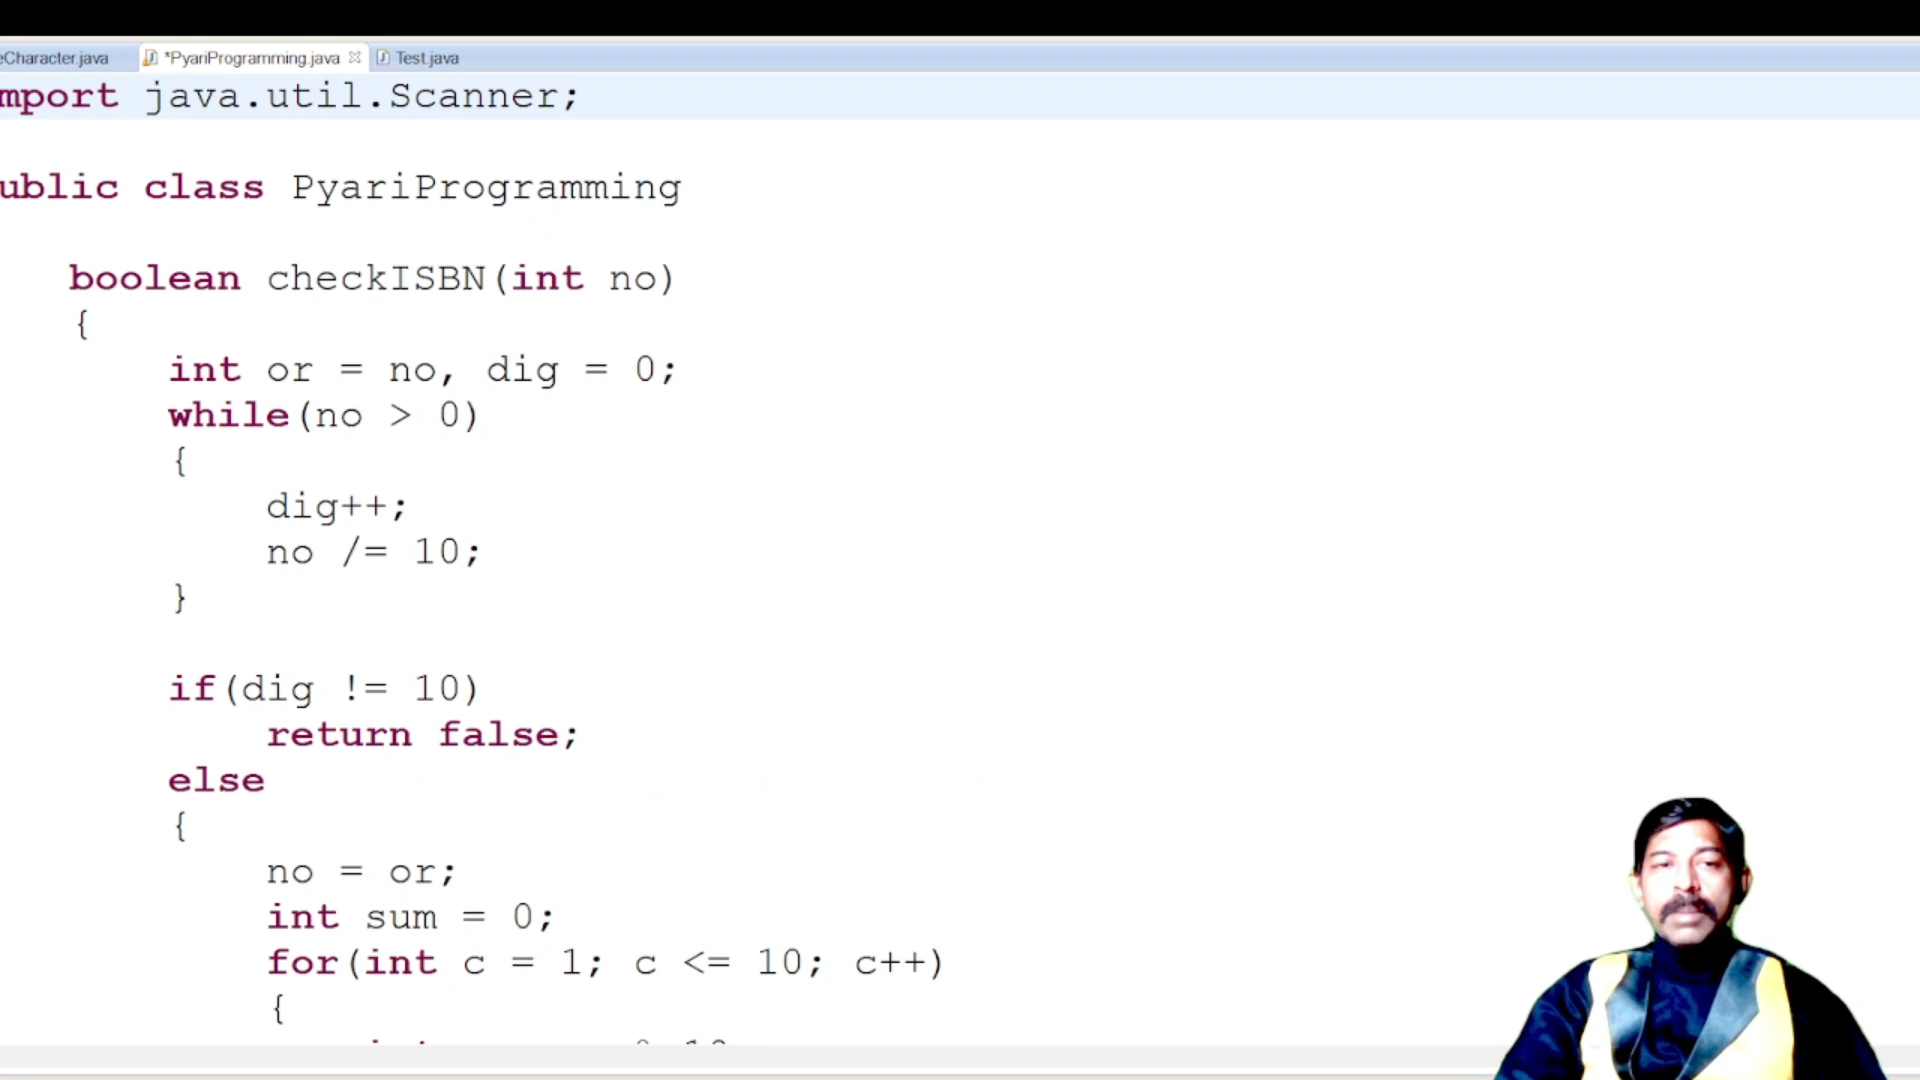 eCharacter.java *PyariProgramming.java Test.java
mport java.util.Scanner;
ublic class PyariProgramming
boolean checkISBN(int no)
{
int or = no, dig = 0;
while(no > 0)
{
dig++;
no /= 10;
}
if(dig != 10)
return false;
else
{
no = or;
int sum = 0;
for(int c = 1; c <= 10; c++)
{